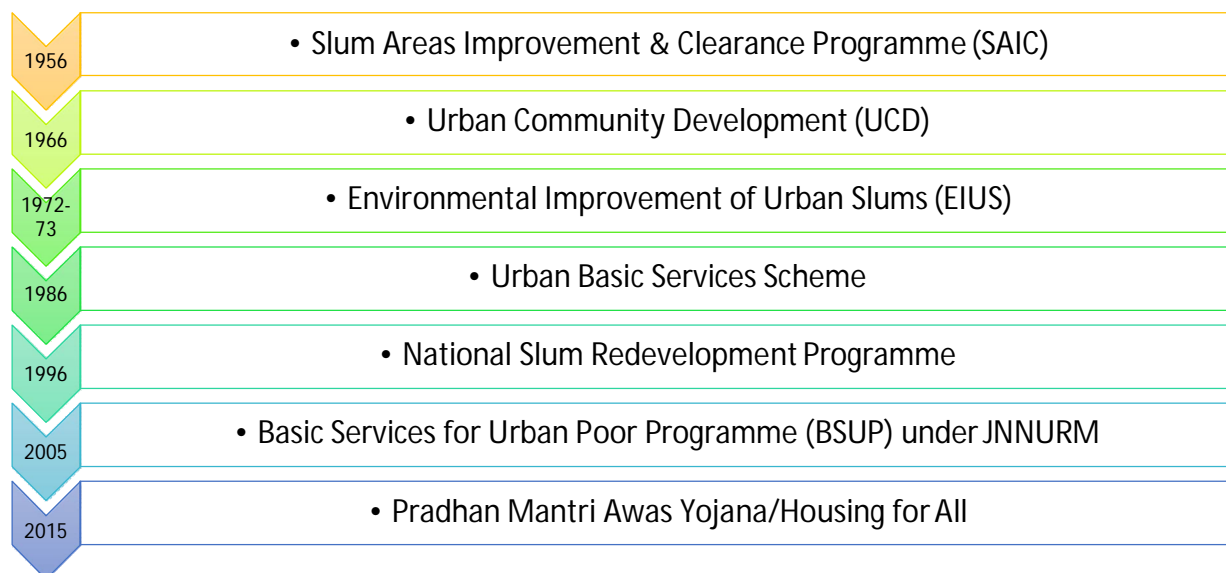 1956
• Slum Areas Improvement & Clearance Programme (SAIC)
1966
• Urban Community Development (UCD)
1972-
73
• Environmental Improvement of Urban Slums (EIUS)
1986
• Urban Basic Services Scheme
1996
• National Slum Redevelopment Programme
2005
• Basic Services for Urban Poor Programme (BSUP) under JNNURM
2015
• Pradhan Mantri Awas Yojana/Housing for All